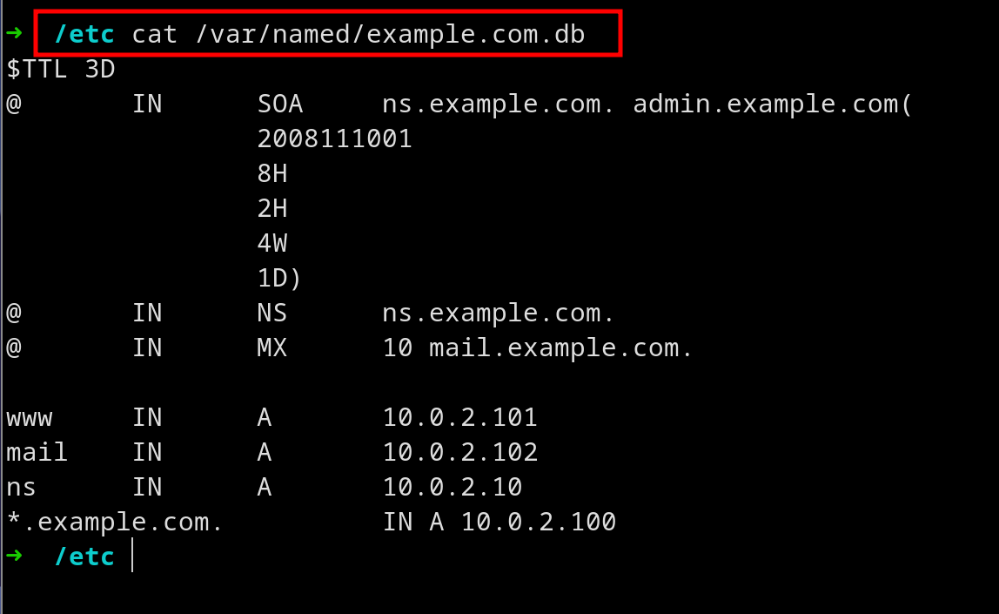 ➜  /etc cat /var/named/example.com.db
$TTL 3D
@       IN      SOA     ns.example.com. admin.example.com(
                2008111001
                8H
                2H
                4W
                1D)
@       IN      NS      ns.example.com.
@       IN      MX      10 mail.example.com.

www     IN      A       10.0.2.101
mail    IN      A       10.0.2.102
ns      IN      A       10.0.2.10
*.example.com.          IN A 10.0.2.100
➜  /etc